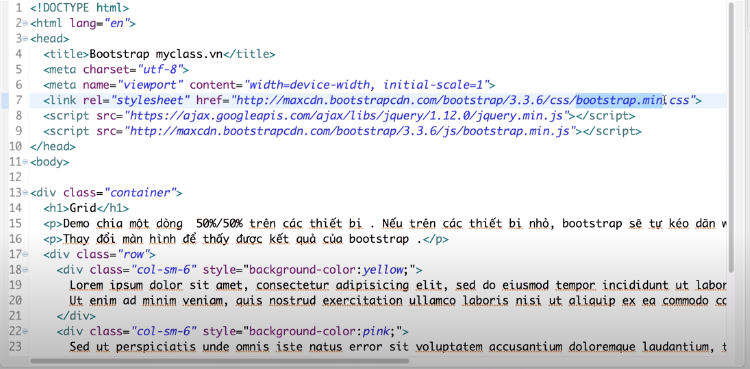 1 <!DOCTYPE html>
2 <html lang="en">
3 <head>
4 <title>Bootstrap myclass.vn</title>
5 <meta charset="utf-8">
6 <meta name="viewport" content="width=device-width, initial-scale=1">
7 <link rel="stylesheet" href="http://maxcdn.bootstrapcdn.com/bootstrap/3.3.6/css/bootstrap.min.css">
8 <script src="https://ajax.googleapis.com/ajax/libs/jquery/1.12.0/jquery.min.js"></script>
9 <script src="http://maxcdn.bootstrapcdn.com/bootstrap/3.3.6/js/bootstrap.min.js"></script>
10 </head>
11 <body>
12
13 <div class="container">
14 <h1>Grid</h1>
15 <p>Demo chia một dòng 50%/50% trên các thiết bị . Nếu trên các thiết bị nhỏ, bootstrap sẽ tự kéo dãn
16 <p>Thay đổi màn hình để thấy được kết quả của bootstrap .</p>
17 <div class="row">
18 <div class="col-sm-6" style="background-color:yellow;">
19 Lorem ipsum dolor sit amet, consectetur adipisicing elit, sed do eiusmod tempor incididunt ut labor
20 Ut enim ad minim veniam, quis nostrud exercitation ullamco laboris nisi ut aliquip ex ea commodo co
21 </div>
22 <div class="col-sm-6" style="background-color:pink;">
23 Sed ut perspiciatis unde omnis iste natus error sit voluptatem accusantium doloremque laudantium, t